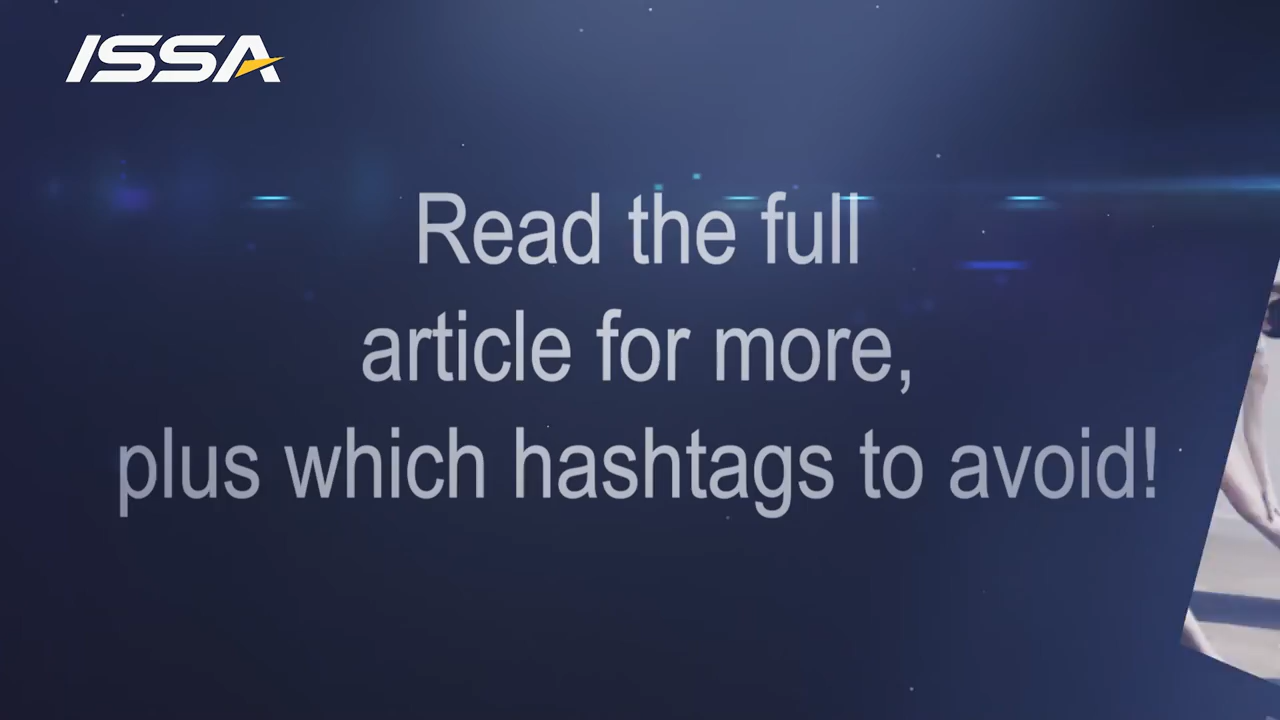 ISSA
Read the full
article for more,
plus which hashtags to avoid!